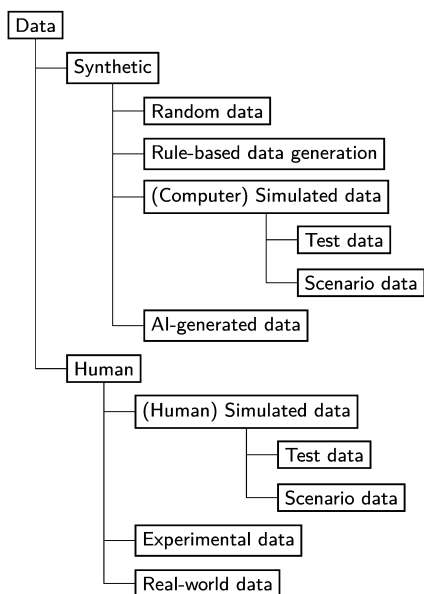 Data
Synthetic
Random data
Rule-based data generation
(Computer) Simulated data
Test data
Scenario data
AI-generated data
Human
(Human) Simulated data
Test data
Scenario data
Experimental data
Real-world data